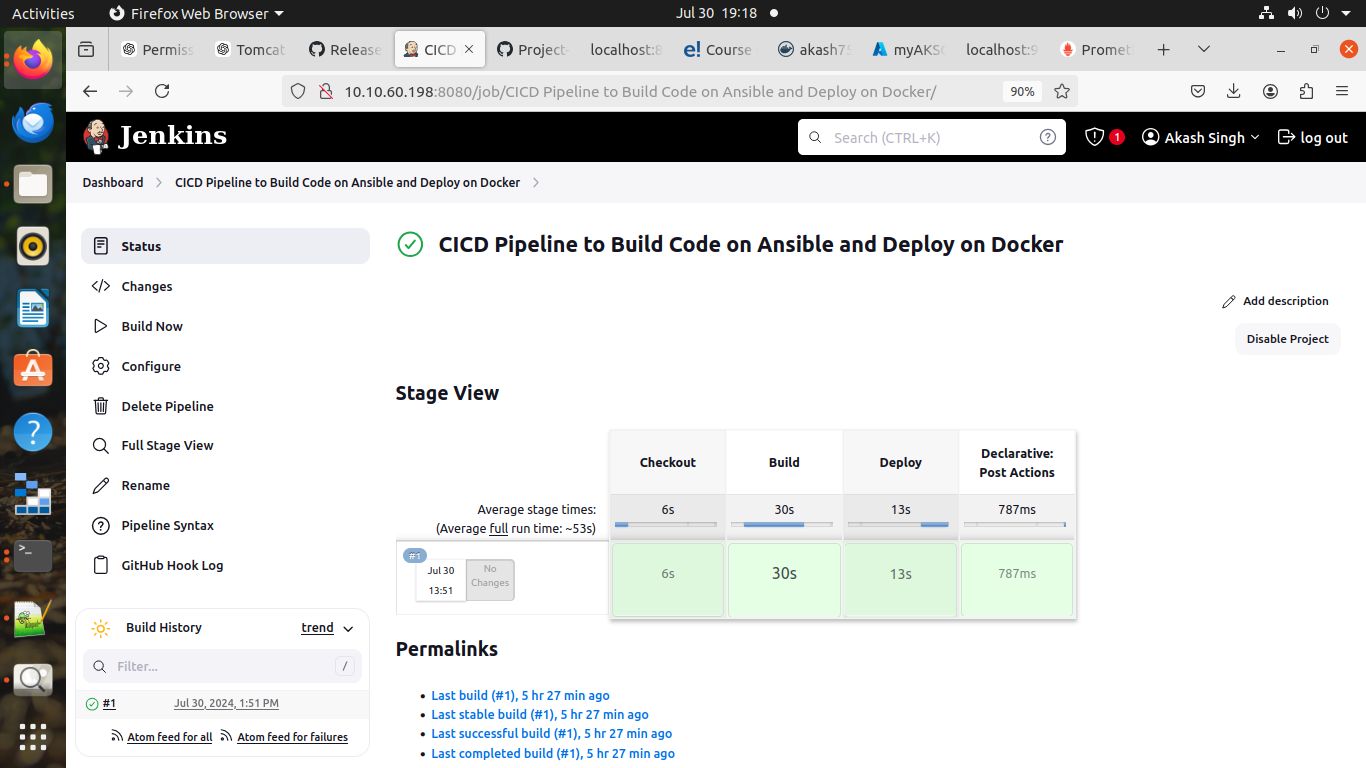 Activities
Firefox Web Browser
Jul 30 19:18
Permiss
Tomcat
Release
CICD
Project
localhost:8
e! Course
akash75
myAKS
localhost:9
Promet
10.10.60.198:8080/job/CICD Pipeline to Build Code on Ansible and Deploy on Docker/
90%
Jenkins
Search (CTRL+K)
?
1
Akash Singh
log out
Dashboard
CICD Pipeline to Build Code on Ansible and Deploy on Docker
Status
Changes
Build Now
Configure
Delete Pipeline
Full Stage View
Rename
Pipeline Syntax
GitHub Hook Log
Build History
trend
Filter...
/
#1
Jul 30, 2024, 1:51 PM
Atom feed for all
Atom feed for failures
CICD Pipeline to Build Code on Ansible and Deploy on Docker
Add description
Disable Project
Stage View
Checkout
Build
Deploy
Declarative:
Post Actions
Average stage times:
(Average full run time: ~53s)
6s
30s
13s
787ms
#1
Jul 30
13:51
No
Changes
6s
30s
13s
787ms
Permalinks
Last build (#1), 5 hr 27 min ago
Last stable build (#1), 5 hr 27 min ago
Last successful build (#1), 5 hr 27 min ago
Last completed build (#1), 5 hr 27 min ago